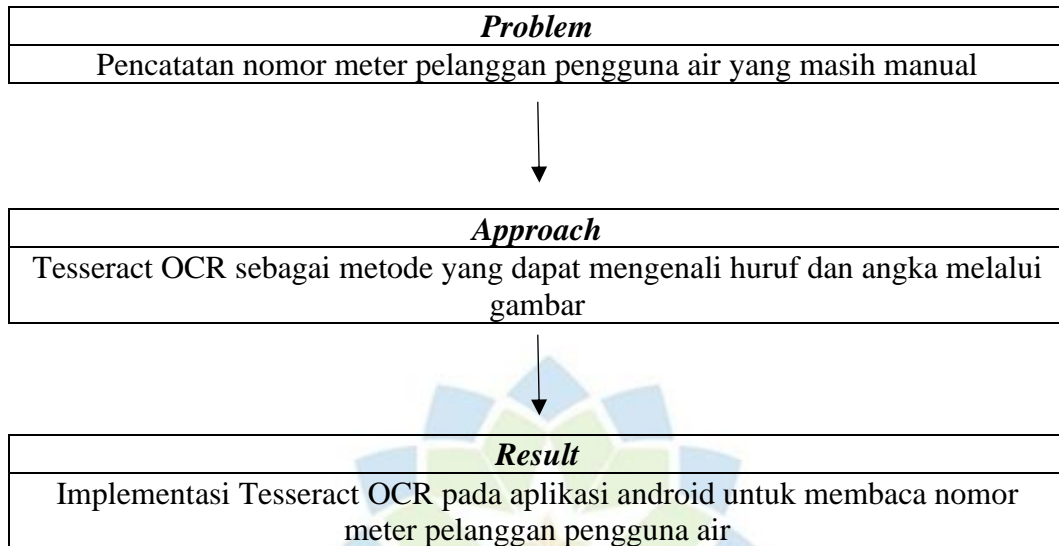 Problem
Pencatatan nomor meter pelanggan pengguna air yang masih manual
Approach
Tesseract OCR sebagai metode yang dapat mengenali huruf dan angka melalui
gambar
Result
Implementasi Tesseract OCR pada aplikasi android untuk membaca nomor
meter pelanggan pengguna air